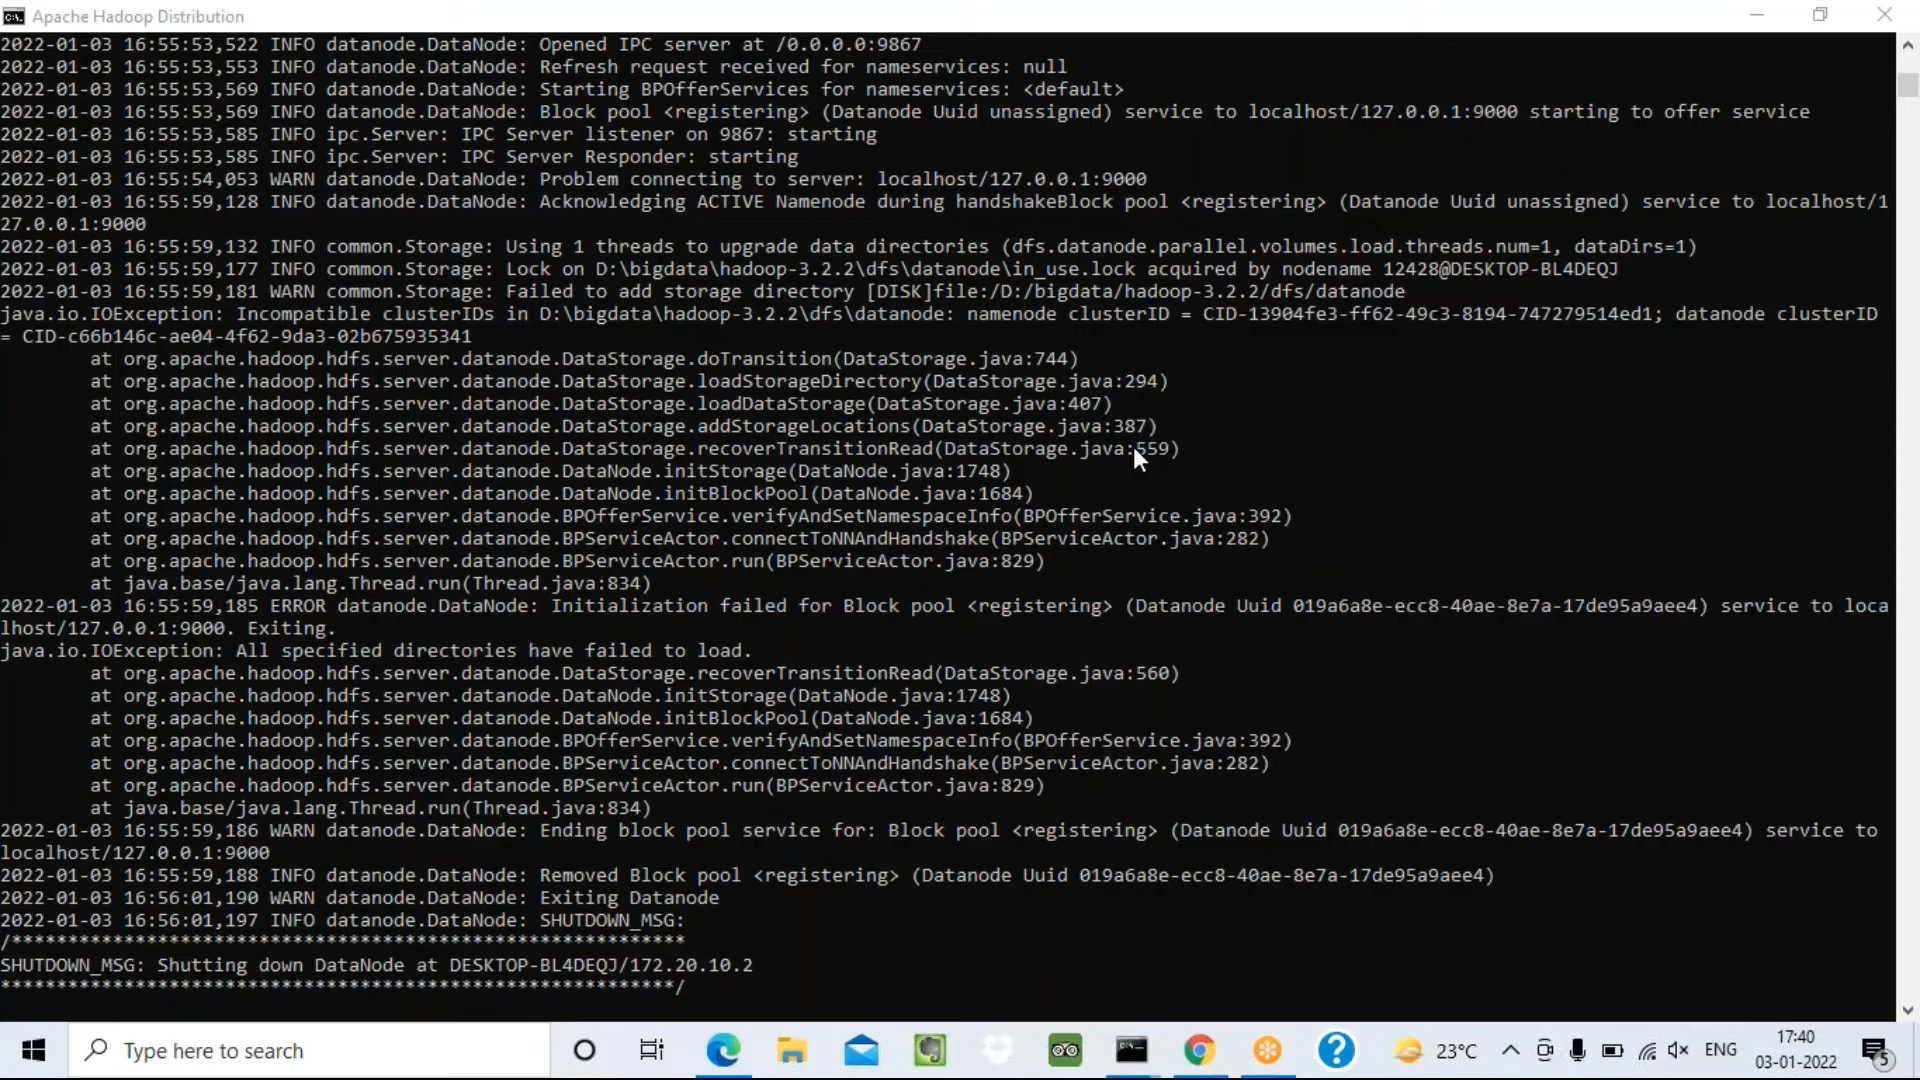 Apache Hadoop Distribution
2022-01-03 16:55:53,522 INFO datanode.DataNode: Opened IPC server at /0.0.0.0:9867
2022-01-03 16:55:53,553 INFO datanode.DataNode: Refresh request received for nameservices: null
2022-01-03 16:55:53,569 INFO datanode.DataNode: Starting BPOfferServices for nameservices: <default>
2022-01-03 16:55:53,569 INFO datanode.DataNode: Block pool <registering> (Datanode Uuid unassigned) service to localhost/127.0.0.1:9000 starting to offer service
2022-01-03 16:55:53,585 INFO ipc.Server: IPC Server listener on 9867: starting
2022-01-03 16:55:53,585 INFO ipc.Server: IPC Server Responder: starting
2022-01-03 16:55:54,053 WARN datanode.DataNode: Problem connecting to server: localhost/127.0.0.1:9000
2022-01-03 16:55:59,128 INFO datanode.DataNode: Acknowledging ACTIVE Namenode during handshakeBlock pool <registering> (Datanode Uuid unassigned) service to localhost/1
27.0.0.1:9000
2022-01-03 16:55:59,132 INFO common.Storage: Using 1 threads to upgrade data directories (dfs.datanode.parallel.volumes.load.threads.num=1, dataDirs=1)
2022-01-03 16:55:59,177 INFO common.Storage: Lock on D:\bigdata\hadoop-3.2.2\dfs\datanode\in_use.lock acquired by nodename 12428@DESKTOP-BL4DEQJ
2022-01-03 16:55:59,181 WARN common.Storage: Failed to add storage directory [DISK]file:/D:/bigdata/hadoop-3.2.2/dfs/datanode
java.io.IOException: Incompatible clusterIDs in D:\bigdata\hadoop-3.2.2\dfs\datanode: namenode clusterID = CID-13904fe3-ff62-49c3-8194-747279514ed1; datanode clusterID
= CID-c66b146c-ae04-4f62-9da3-02b675935341
at org.apache.hadoop.hdfs.server.datanode.DataStorage.doTransition(DataStorage.java:744)
at org.apache.hadoop.hdfs.server.datanode.DataStorage.loadStorageDirectory(DataStorage.java:294)
at org.apache.hadoop.hdfs.server.datanode.DataStorage.loadDataStorage(DataStorage.java:407)
at org.apache.hadoop.hdfs.server.datanode.DataStorage.addStorageLocations(DataStorage.java:387)
at org.apache.hadoop.hdfs.server.datanode.DataStorage.recoverTransitionRead(DataStorage.java:559)
at org.apache.hadoop.hdfs.server.datanode.DataNode.initStorage(DataNode.java:1748)
at org.apache.hadoop.hdfs.server.datanode.DataNode.initBlockPool(DataNode.java:1684)
at org.apache.hadoop.hdfs.server.datanode.BPOfferService.verifyAndSetNamespaceInfo(BPOfferService.java:392)
at org.apache.hadoop.hdfs.server.datanode.BPServiceActor.connectToNNAndHandshake(BPServiceActor.java:282)
at org.apache.hadoop.hdfs.server.datanode.BPServiceActor.run(BPServiceActor.java:829)
at java.base/java.lang.Thread.run(Thread.java:834)
2022-01-03 16:55:59,185 ERROR datanode.DataNode: Initialization failed for Block pool <registering> (Datanode Uuid 019a6a8e-ecc8-40ae-8e7a-17de95a9aee4) service to loca
lhost/127.0.0.1:9000. Exiting.
java.io.IOException: All specified directories have failed to load.
at org.apache.hadoop.hdfs.server.datanode.DataStorage.recoverTransitionRead(DataStorage.java:560)
at org.apache.hadoop.hdfs.server.datanode.DataNode.initStorage(DataNode.java:1748)
at org.apache.hadoop.hdfs.server.datanode.DataNode.initBlockPool(DataNode.java:1684)
at org.apache.hadoop.hdfs.server.datanode.BPOfferService.verifyAndSetNamespaceInfo(BPOfferService.java:392)
at org.apache.hadoop.hdfs.server.datanode.BPServiceActor.connectToNNAndHandshake(BPServiceActor.java:282)
at org.apache.hadoop.hdfs.server.datanode.BPServiceActor.run(BPServiceActor.java:829)
at java.base/java.lang.Thread.run(Thread.java:834)
2022-01-03 16:55:59,186 WARN datanode.DataNode: Ending block pool service for: Block pool <registering> (Datanode Uuid 019a6a8e-ecc8-40ae-8e7a-17de95a9aee4) service to
localhost/127.0.0.1:9000
2022-01-03 16:55:59,188 INFO datanode.DataNode: Removed Block pool <registering> (Datanode Uuid 019a6a8e-ecc8-40ae-8e7a-17de95a9aee4)
2022-01-03 16:56:01,190 WARN datanode.DataNode: Exiting Datanode
2022-01-03 16:56:01,197 INFO datanode.DataNode: SHUTDOWN_MSG:
/************************************************************
SHUTDOWN_MSG: Shutting down DataNode at DESKTOP-BL4DEQJ/172.20.10.2
************************************************************/
Type here to search
23°C
ENG
17:40
03-01-2022
5